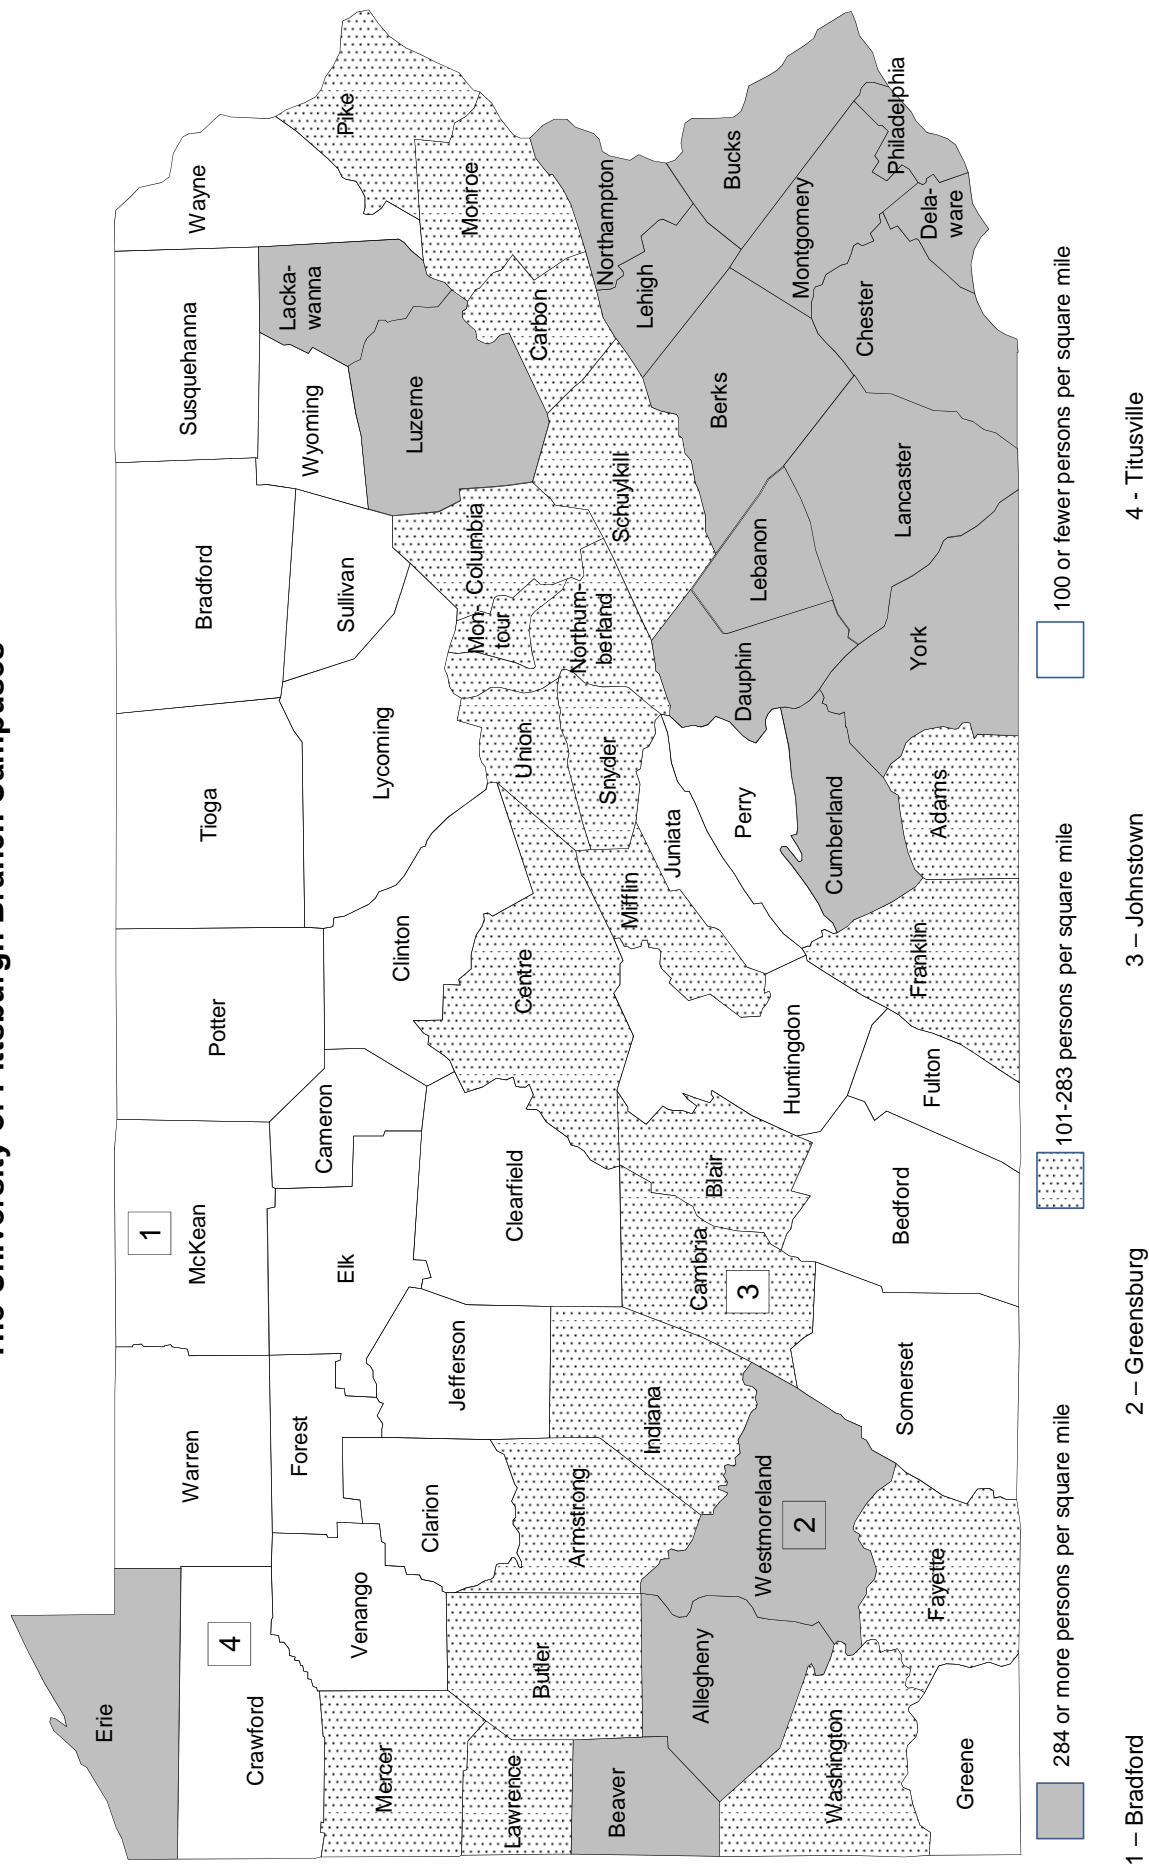 The University of Pittsburgh Branch Campuses
Erie
Crawford
4
Warren
McKean
1
Potter
Tioga
Bradford
Susquehanna
Wayne
Mercer
Venango
Forest
Elk
Cameron
Clinton
Lycoming
Sullivan
Wyoming
Lacka-
wanna
Pike
Lawrence
Butler
Clarion
Jefferson
Clearfield
Centre
Union
Mon-
tour
Columbia
Luzerne
Monroe
Carbon
Beaver
Allegheny
Armstrong
Indiana
Cambria
3
Blair
Huntingdon
Mifflin
Snyder
Juniata
Northum-
berland
Schuylkill
Lehigh
Northampton
Westmoreland
2
Perry
Dauphin
Lebanon
Berks
Montgomery
Bucks
Washington
Greene
Fayette
Somerset
Bedford
Fulton
Franklin
Cumberland
Adams
York
Lancaster
Chester
Dela-
ware
Philadelphia
284 or more persons per square mile
101-283 persons per square mile
100 or fewer persons per square mile
1 – Bradford
2 – Greensburg
3 – Johnstown
4 - Titusville